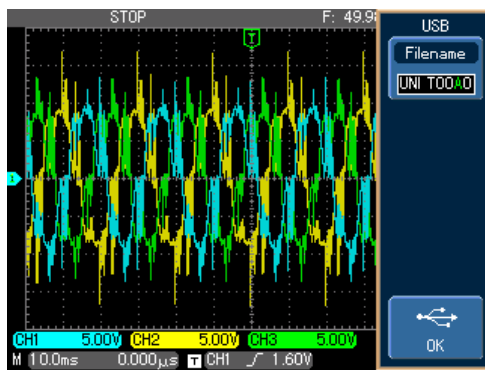 STOP F: 49.98
USB
Filename
UNI T00A0
T
CH1 5.00V CH2 5.00V CH3 5.00V
M 10.0ms 0.000μs T CH1 1.60V
OK